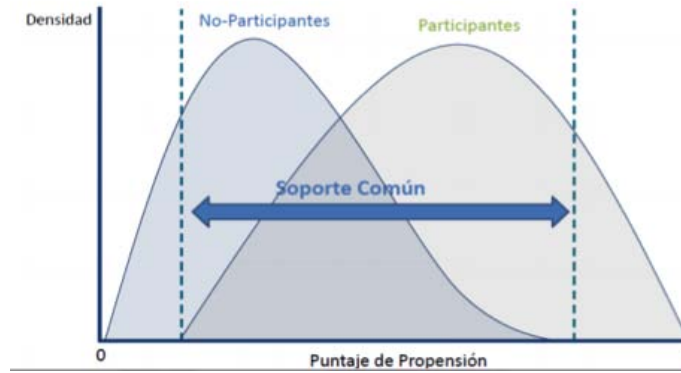 Densidad
No-Participantes
Participantes
Soporte Común
0
Puntaje de Propensión